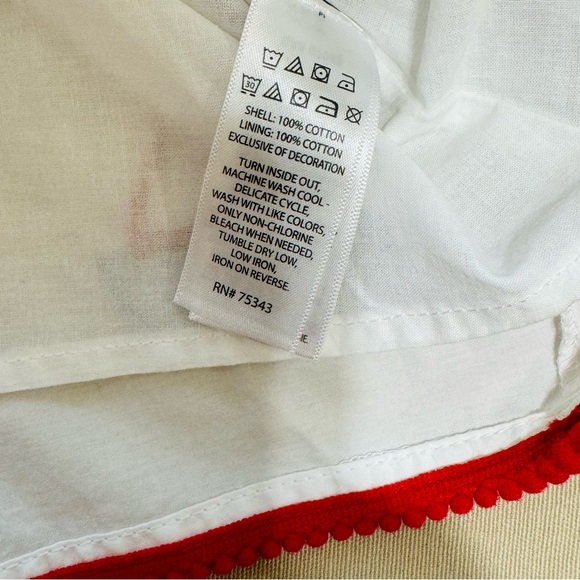 30
SHELL: 100% COTTON
LINING: 100% COTTON
EXCLUSIVE OF DECORATION
TURN INSIDE OUT,
MACHINE WASH COOL -
DELICATE CYCLE,
WASH WITH LIKE COLORS,
ONLY NON-CHLORINE
BLEACH WHEN NEEDED,
TUMBLE DRY LOW,
LOW IRON,
IRON ON REVERSE.
RN# 75343